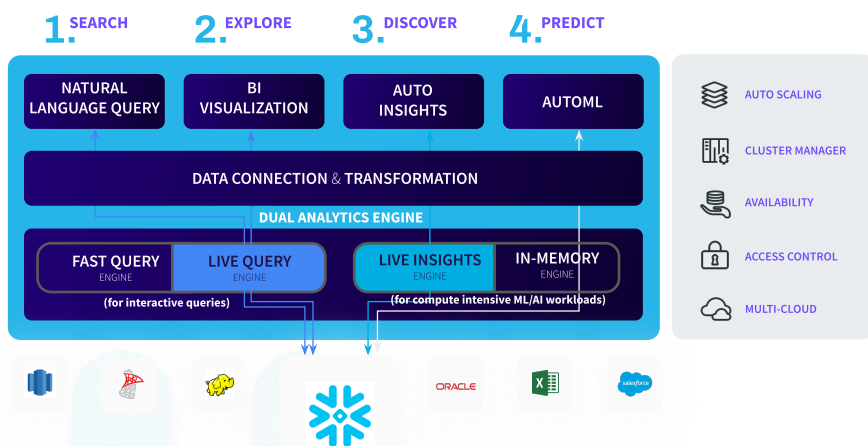 1. SEARCH
2. EXPLORE
3. DISCOVER
4. PREDICT
NATURAL
LANGUAGE QUERY
BI
VISUALIZATION
AUTO
INSIGHTS
AUTOML
DATA CONNECTION & TRANSFORMATION
DUAL ANALYTICS ENGINE
FAST QUERY
ENGINE
LIVE QUERY
ENGINE
(for interactive queries)
LIVE INSIGHTS
ENGINE
IN-MEMORY
ENGINE
(for compute intensive ML/AI workloads)
AUTO SCALING
CLUSTER MANAGER
AVAILABILITY
ACCESS CONTROL
MULTI-CLOUD
ORACLE
X
salesforce